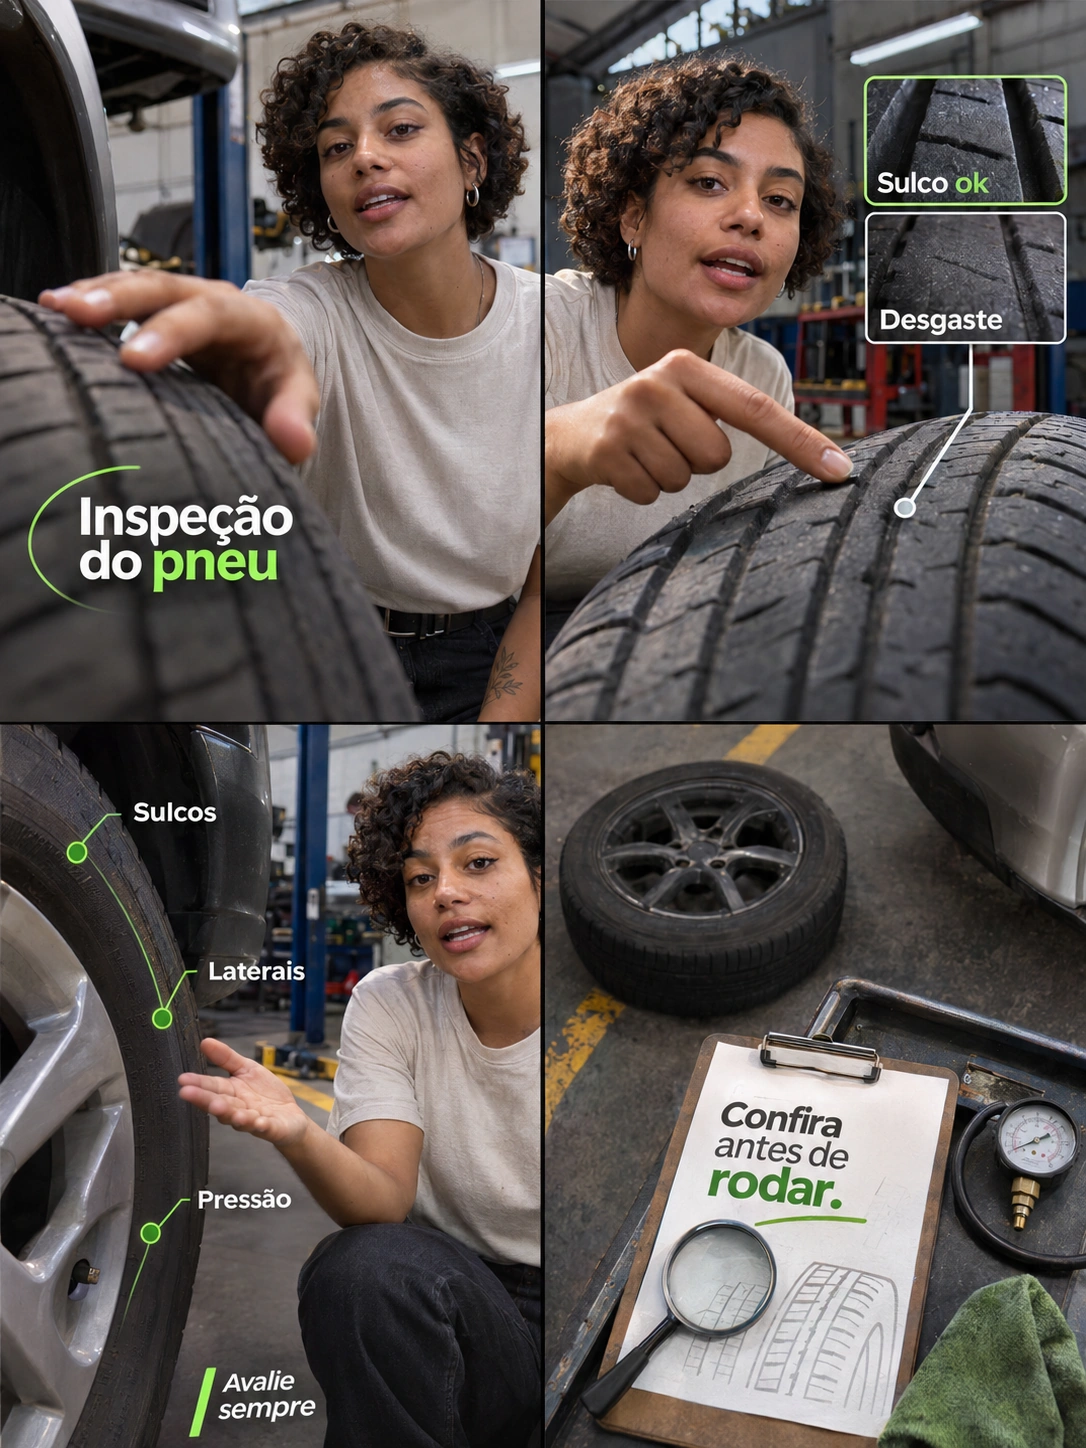 Inspeção
do pneu
Sulco ok
Desgaste
Sulcos
Laterais
Pressão
Avalie
sempre
Confira
antes de
rodar.